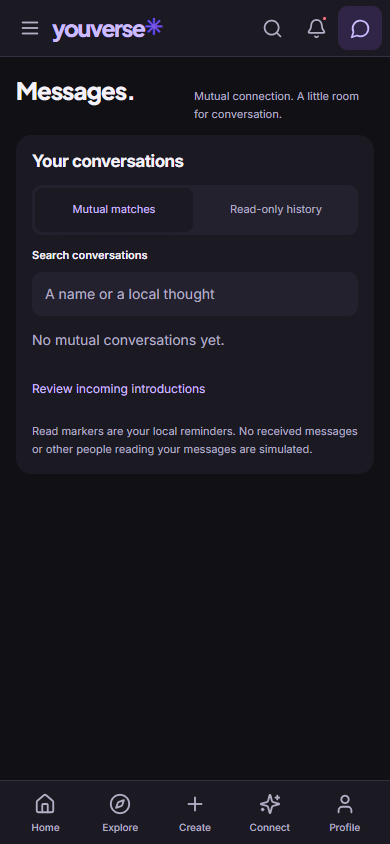 youverse
Messages.
Mutual connection. A little room
for conversation.
Your conversations
Mutual matches
Read-only history
Search conversations
A name or a local thought
No mutual conversations yet.
Review incoming introductions
Read markers are your local reminders. No received messages
or other people reading your messages are simulated.
Home
Explore
Create
Connect
Profile